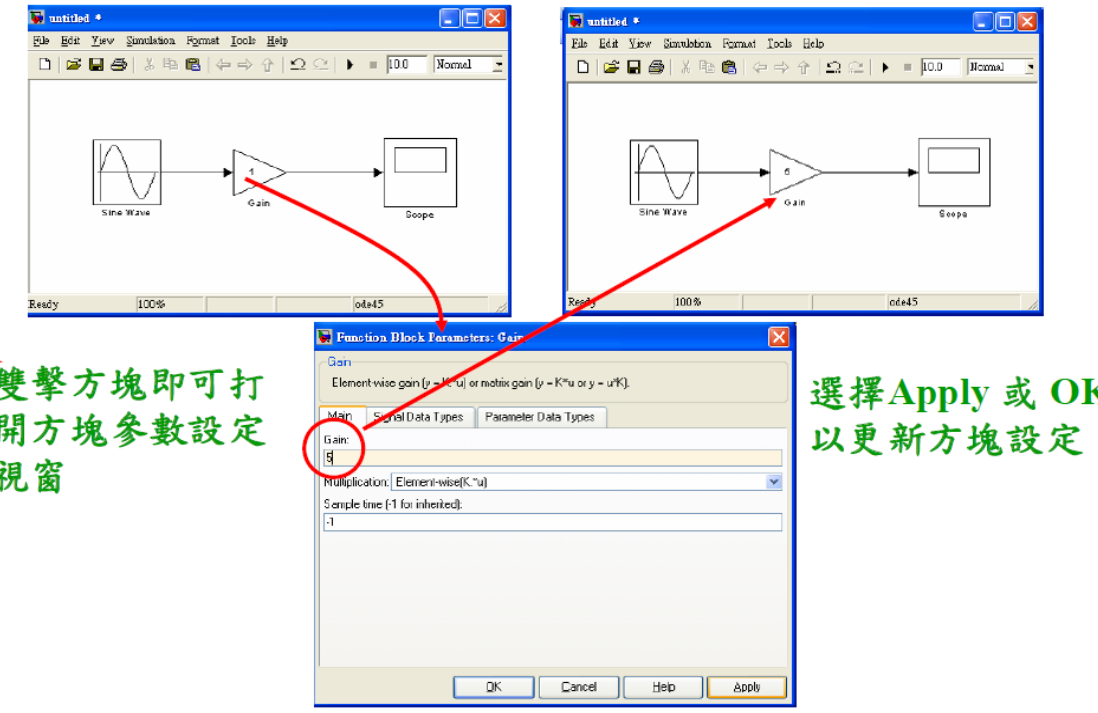 untitled *
File Edit View Simulation Format Tools Help
10.0 Normal
1
Sine Wave
Gain
Scope
Ready 100% ode45
untitled *
File Edit View Simulation Format Tools Help
10.0 Normal
Sine Wave
Gain
Scope
Ready 100% ode45
雙擊方塊即可打
開方塊參數設定
視窗
Function Block Parameters: Gain
Gain
Element-wise gain (y = K.*u) or matrix gain (y = K*u or y = u*K).
Main Signal Data Types Parameter Data Types
Gain:
5
Multiplication: Element-wise(K.*u)
Sample time (-1 for inherited):
-1
OK Cancel Help Apply
選擇Apply 或 OK
以更新方塊設定